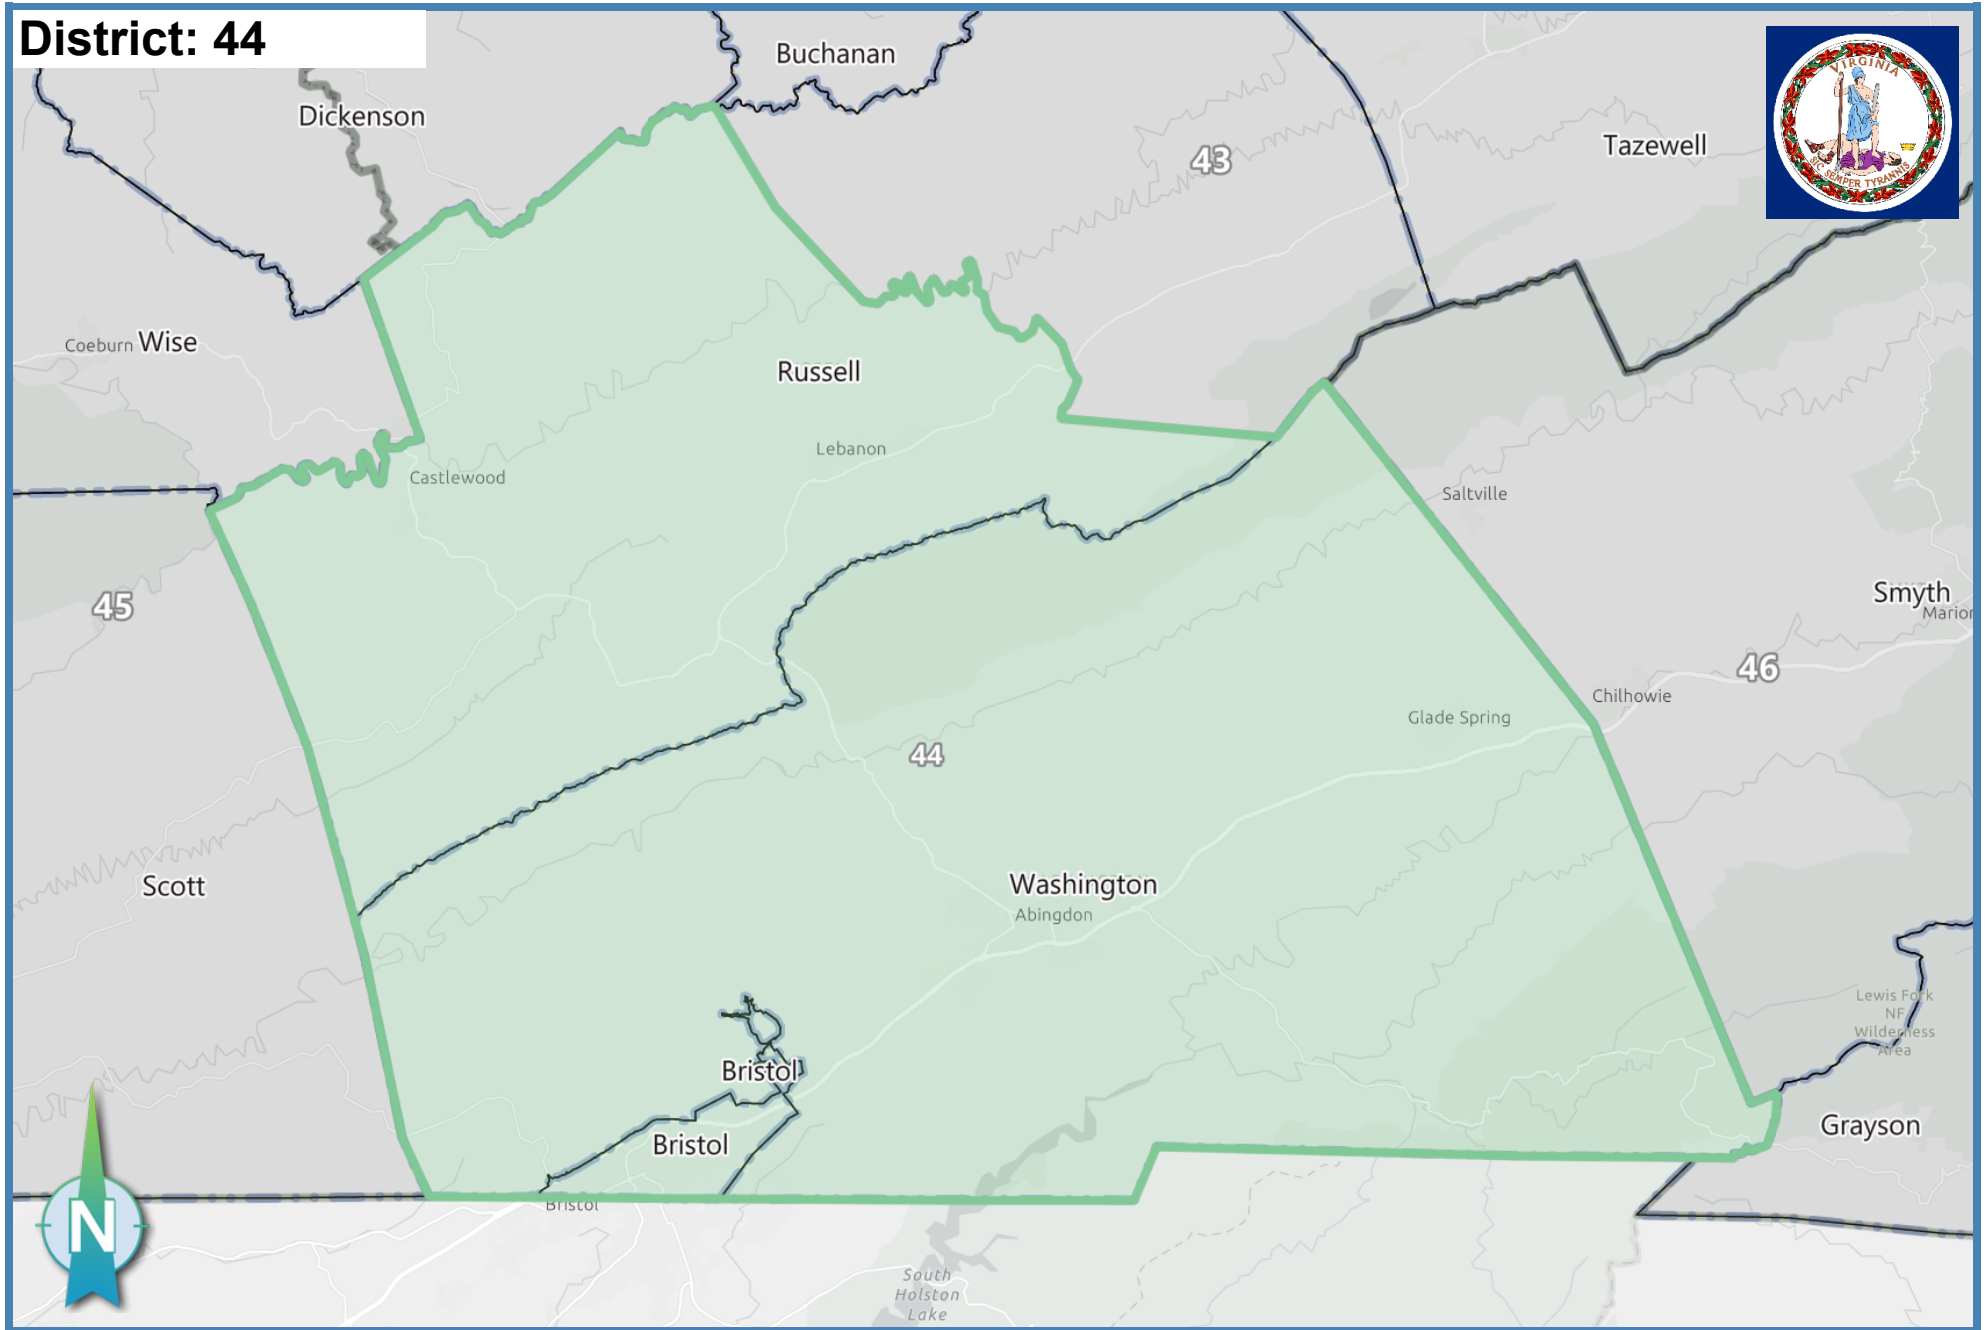 District: 44
Buchanan
VIRGINIA
SIC SEMPER TYRANNIS
Dickenson
Tazewell
43
Coeburn
Wise
Russell
Lebanon
Castlewood
Saltville
45
Smyth
Marion
46
Chilhowie
Glade Spring
44
Scott
Washington
Abingdon
Lewis Fork
NF
Wilderness
Area
Bristol
Grayson
Bristol
N
Bristol
South
Holston
Lake